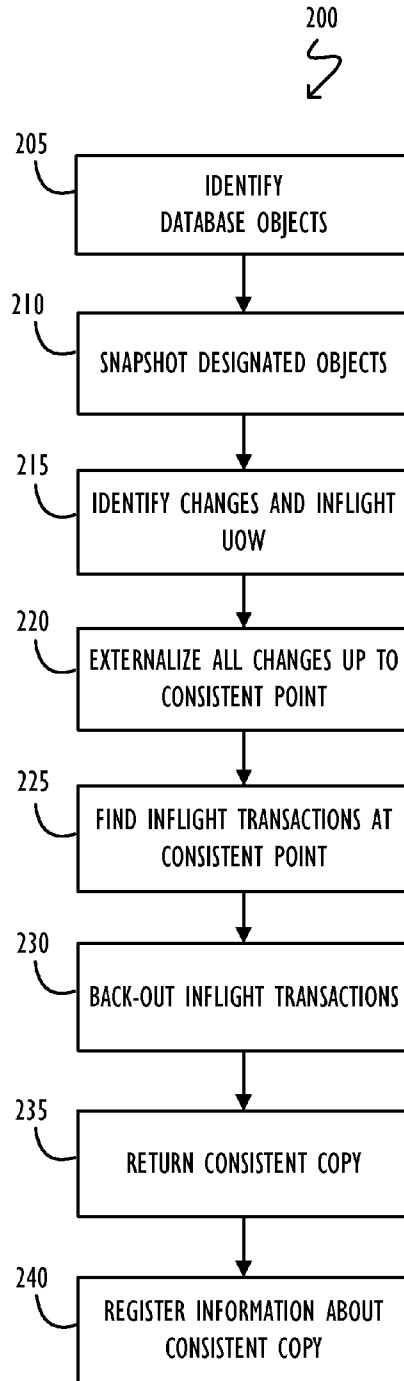 200
205
IDENTIFY
DATABASE OBJECTS
210
SNAPSHOT DESIGNATED OBJECTS
215
IDENTIFY CHANGES AND INFLIGHT
UOW
220
EXTERNALIZE ALL CHANGES UP TO
CONSISTENT POINT
225
FIND INFLIGHT TRANSACTIONS AT
CONSISTENT POINT
230
BACK-OUT INFLIGHT TRANSACTIONS
235
RETURN CONSISTENT COPY
240
REGISTER INFORMATION ABOUT
CONSISTENT COPY